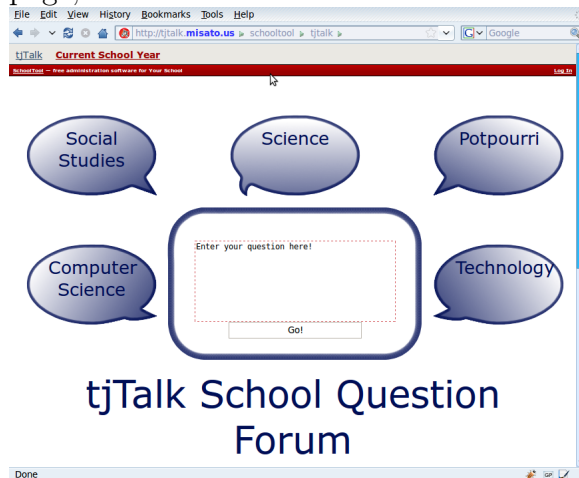 File Edit View History Bookmarks Tools Help
http://tjtalk.misato.us ▸ schooltool ▸ tjtalk ▸ G Google
tjTalk Current School Year
SchoolTool — free administration software for Your School Log In
Social
Studies
Science
Potpourri
Enter your question here!
Computer
Science
Technology
Go!
tjTalk School Question
Forum
Done GP